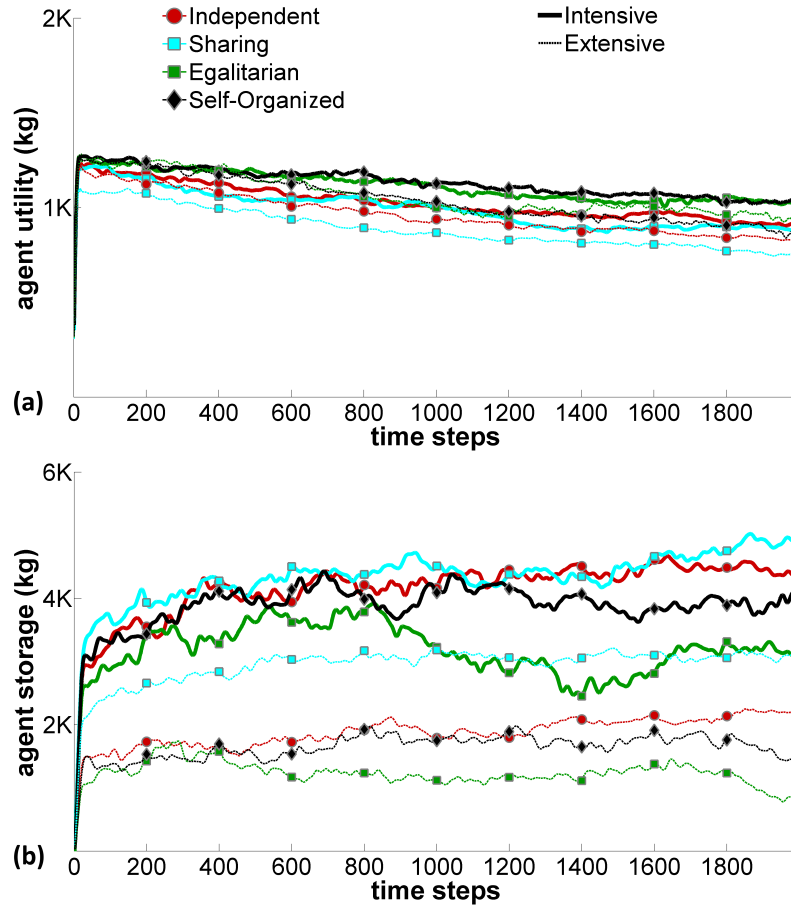 Independent
Sharing
Egalitarian
Self-Organized
Intensive
Extensive
2K
1K
agent utility (kg)
(a)
0 200 400 600 800 1000 1200 1400 1600 1800
time steps
6K
4K
2K
agent storage (kg)
(b)
0 200 400 600 800 1000 1200 1400 1600 1800
time steps